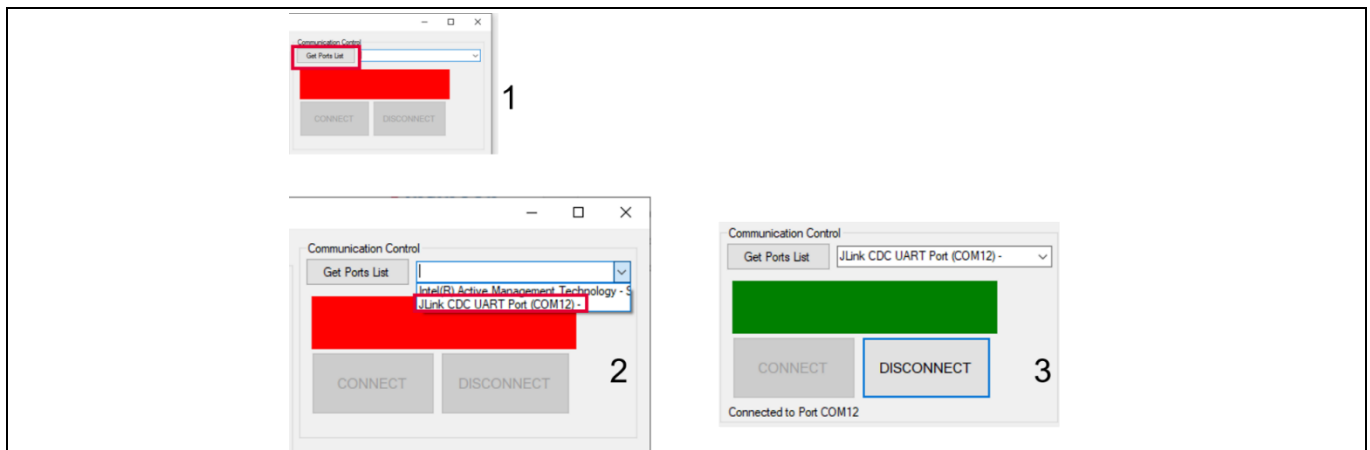 Communication Control
Get Ports List
CONNECT DISCONNECT
1
Communication Control
Get Ports List
Intel(R) Active Management Technology - S
JLink CDC UART Port (COM12) -
CONNECT DISCONNECT
2
Communication Control
Get Ports List JLink CDC UART Port (COM12) -
CONNECT DISCONNECT
3
Connected to Port COM12